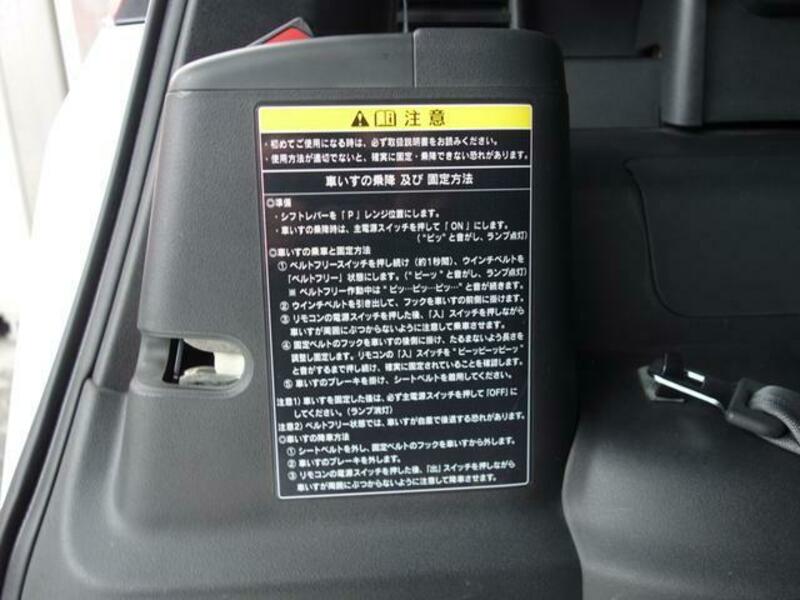 注意
・初めてご使用になる時は、必ず取扱説明書をお読みください。
・使用方法が適切でないと、確実に固定・乗降できない恐れがあります。
車いすの乗降 及び 固定方法
◎準備
・シフトレバーを「P」レンジ位置にします。
・車いすの乗降時は、主電源スイッチを押して「ON」にします。
("ピッ"と音がし、ランプ点灯)
◎車いすの乗車と固定方法
① ベルトフリースイッチを押し続け(約1秒間)、ウインチベルトを
「ベルトフリー」状態にします。("ピーッ"と音がし、ランプ点灯)
※ ベルトフリー作動中は"ピッ…ピッ…ピッ…"と音が続きます。
② ウインチベルトを引き出して、フックを車いすの前側に掛けます。
③ リモコンの電源スイッチを押した後、「入」スイッチを押しながら
車いすが周囲にぶつからないように注意して乗車させます。
④ 固定ベルトのフックを車いすの後側に掛け、たるまないよう長さを
調整し固定します。リモコンの「入」スイッチを"ピーッピーッピーッ"
と音がするまで押し続け、確実に固定されていることを確認します。
⑤ 車いすのブレーキを掛け、シートベルトを着用してください。
注意1) 車いすを固定した後は、必ず主電源スイッチを押して「OFF」に
してください。(ランプ消灯)
注意2) ベルトフリー状態では、車いすが自重で後退する恐れがあります。
◎車いすの降車方法
① シートベルトを外し、固定ベルトのフックを車いすから外します。
② 車いすのブレーキを外します。
③ リモコンの電源スイッチを押した後、「出」スイッチを押しながら
車いすが周囲にぶつからないように注意して降車させます。